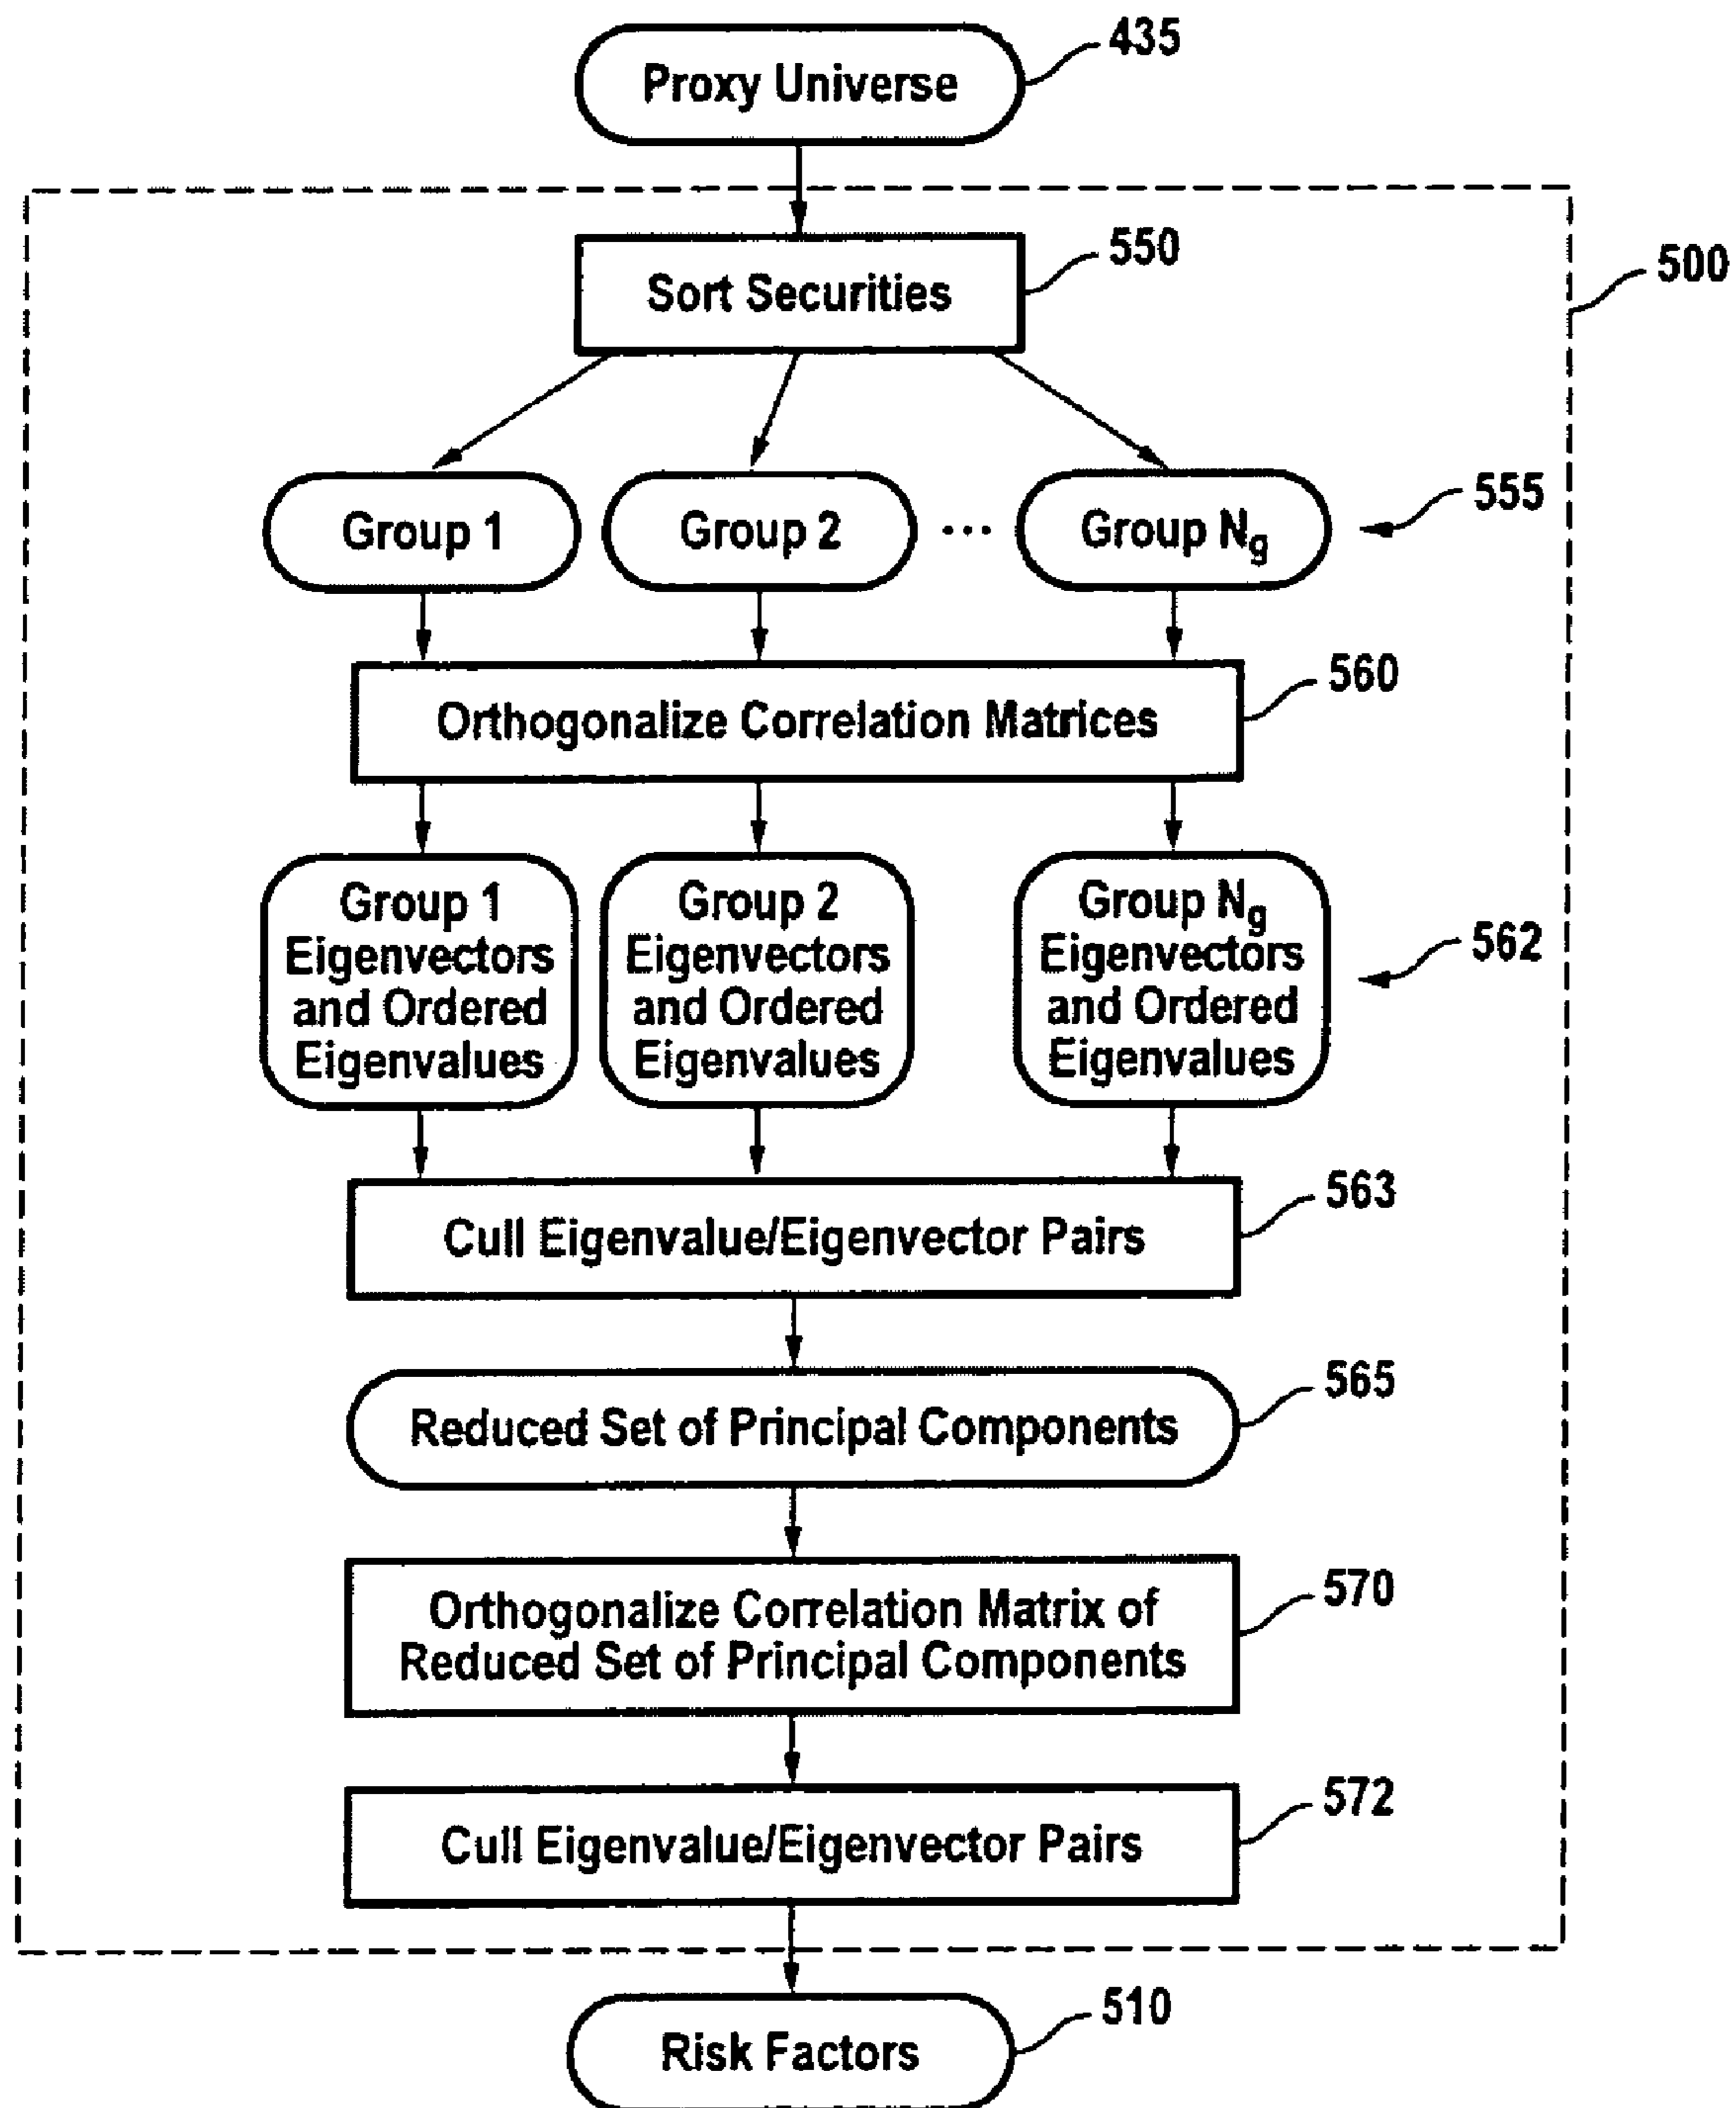 435
Proxy Universe
550
Sort Securities
500
Group 1
Group 2
...
Group Ng
555
560
Orthogonalize Correlation Matrices
Group 1
Eigenvectors
and Ordered
Eigenvalues
Group 2
Eigenvectors
and Ordered
Eigenvalues
Group Ng
Eigenvectors
and Ordered
Eigenvalues
562
563
Cull Eigenvalue/Eigenvector Pairs
565
Reduced Set of Principal Components
570
Orthogonalize Correlation Matrix of
Reduced Set of Principal Components
572
Cull Eigenvalue/Eigenvector Pairs
510
Risk Factors